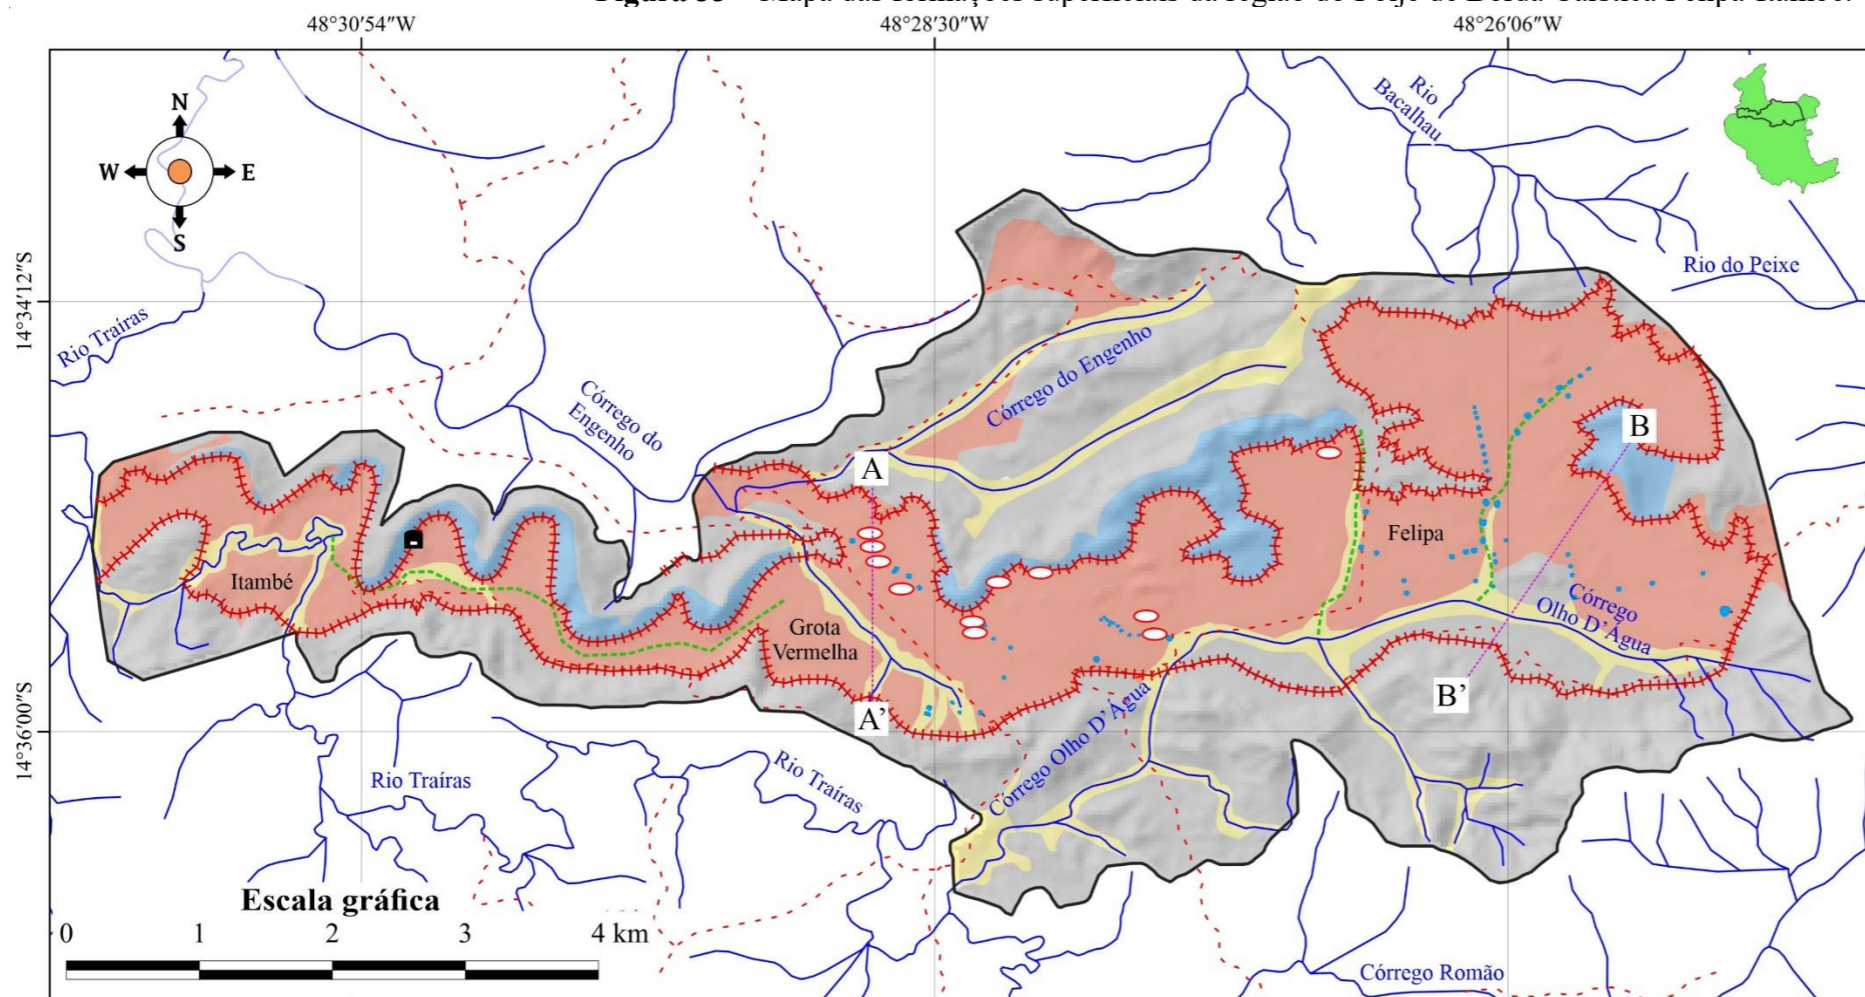 48°30'54"W
48°28'30"W
48°26'06"W
N
W
E
S
14°34'12"S
14°36'00"S
Rio
Bacalhau
Rio do Peixe
Rio Traíras
Córrego do
Engenho
Córrego do Engenho
A
B
Felipa
Itambé
Grota
Vermelha
Córrego
Olho D'Água
A'
B'
Córrego Olho D'Água
Rio Traíras
Rio Traíras
Escala gráfica
0 1 2 3 4 km
Córrego Romão